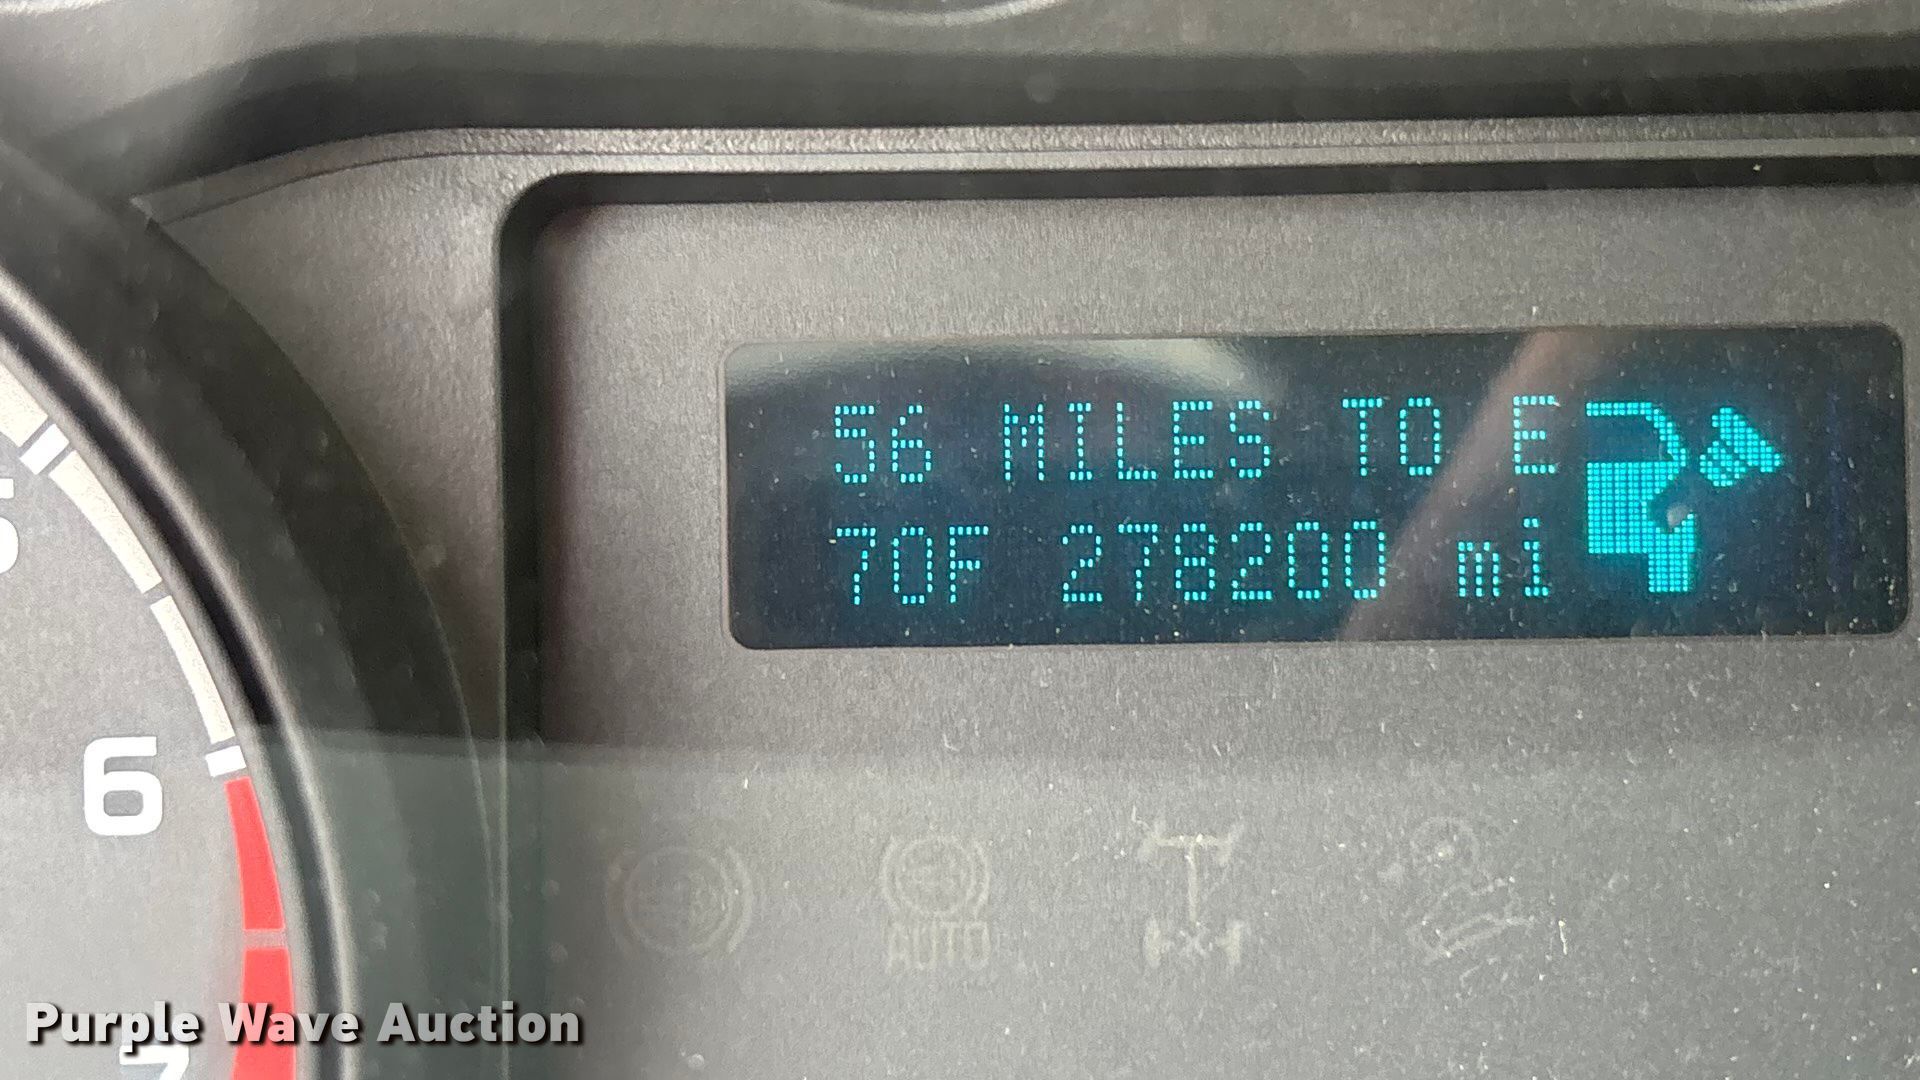 56 MILES TO E
70F 278200 mi
6
AUTO
Purple Wave Auction